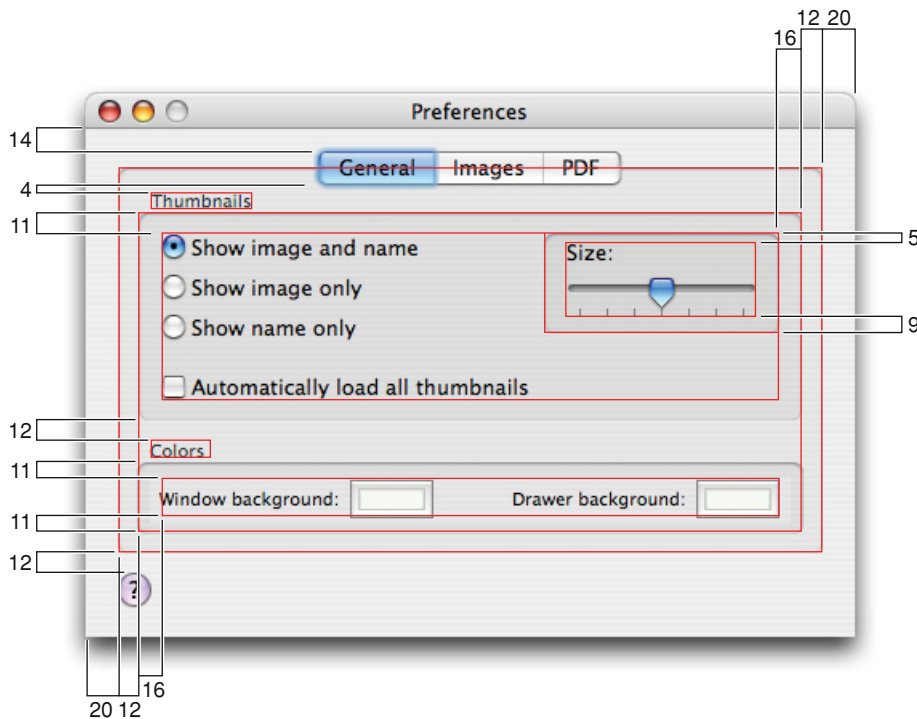 12 20
16
Preferences
14
General Images PDF
4
Thumbnails
11
5
Show image and name
Size:
Show image only
9
Show name only
Automatically load all thumbnails
12
Colors
11
Window background: Drawer background:
11
12
?
16
20 12